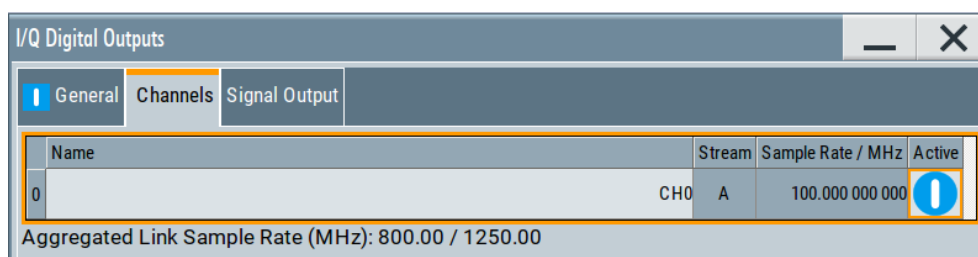 I/Q Digital Outputs
General Channels Signal Output
Name Stream Sample Rate / MHz Active
0 CH0 A 100.000 000 000
Aggregated Link Sample Rate (MHz): 800.00 / 1250.00